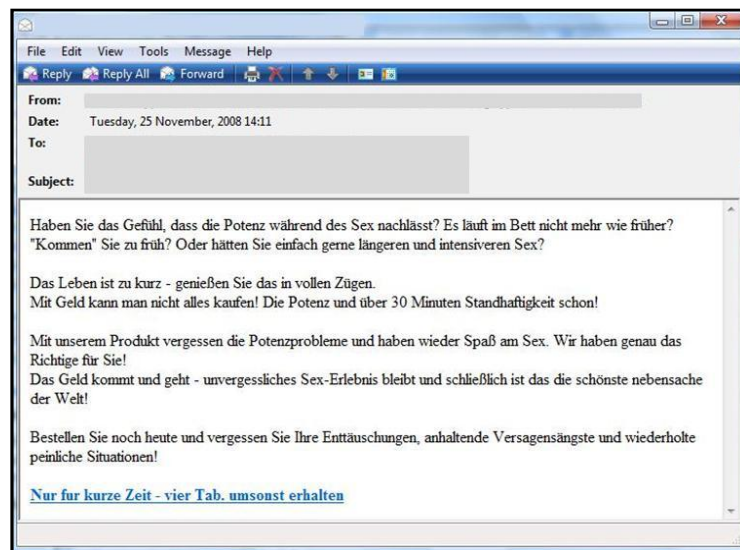 File Edit View Tools Message Help
Reply Reply All Forward
From:
Date: Tuesday, 25 November, 2008 14:11
To:
Subject:
Haben Sie das Gefühl, dass die Potenz während des Sex nachlässt? Es läuft im Bett nicht mehr wie früher?
"Kommen" Sie zu früh? Oder hätten Sie einfach gerne längeren und intensiveren Sex?
Das Leben ist zu kurz - genießen Sie das in vollen Zügen.
Mit Geld kann man nicht alles kaufen! Die Potenz und über 30 Minuten Standhaftigkeit schon!
Mit unserem Produkt vergessen die Potenzprobleme und haben wieder Spaß am Sex. Wir haben genau das
Richtige für Sie!
Das Geld kommt und geht - unvergessliches Sex-Erlebnis bleibt und schließlich ist das die schönste nebensache
der Welt!
Bestellen Sie noch heute und vergessen Sie Ihre Enttäuschungen, anhaltende Versagensängste und wiederholte
peinliche Situationen!
Nur fur kurze Zeit - vier Tab. umsonst erhalten